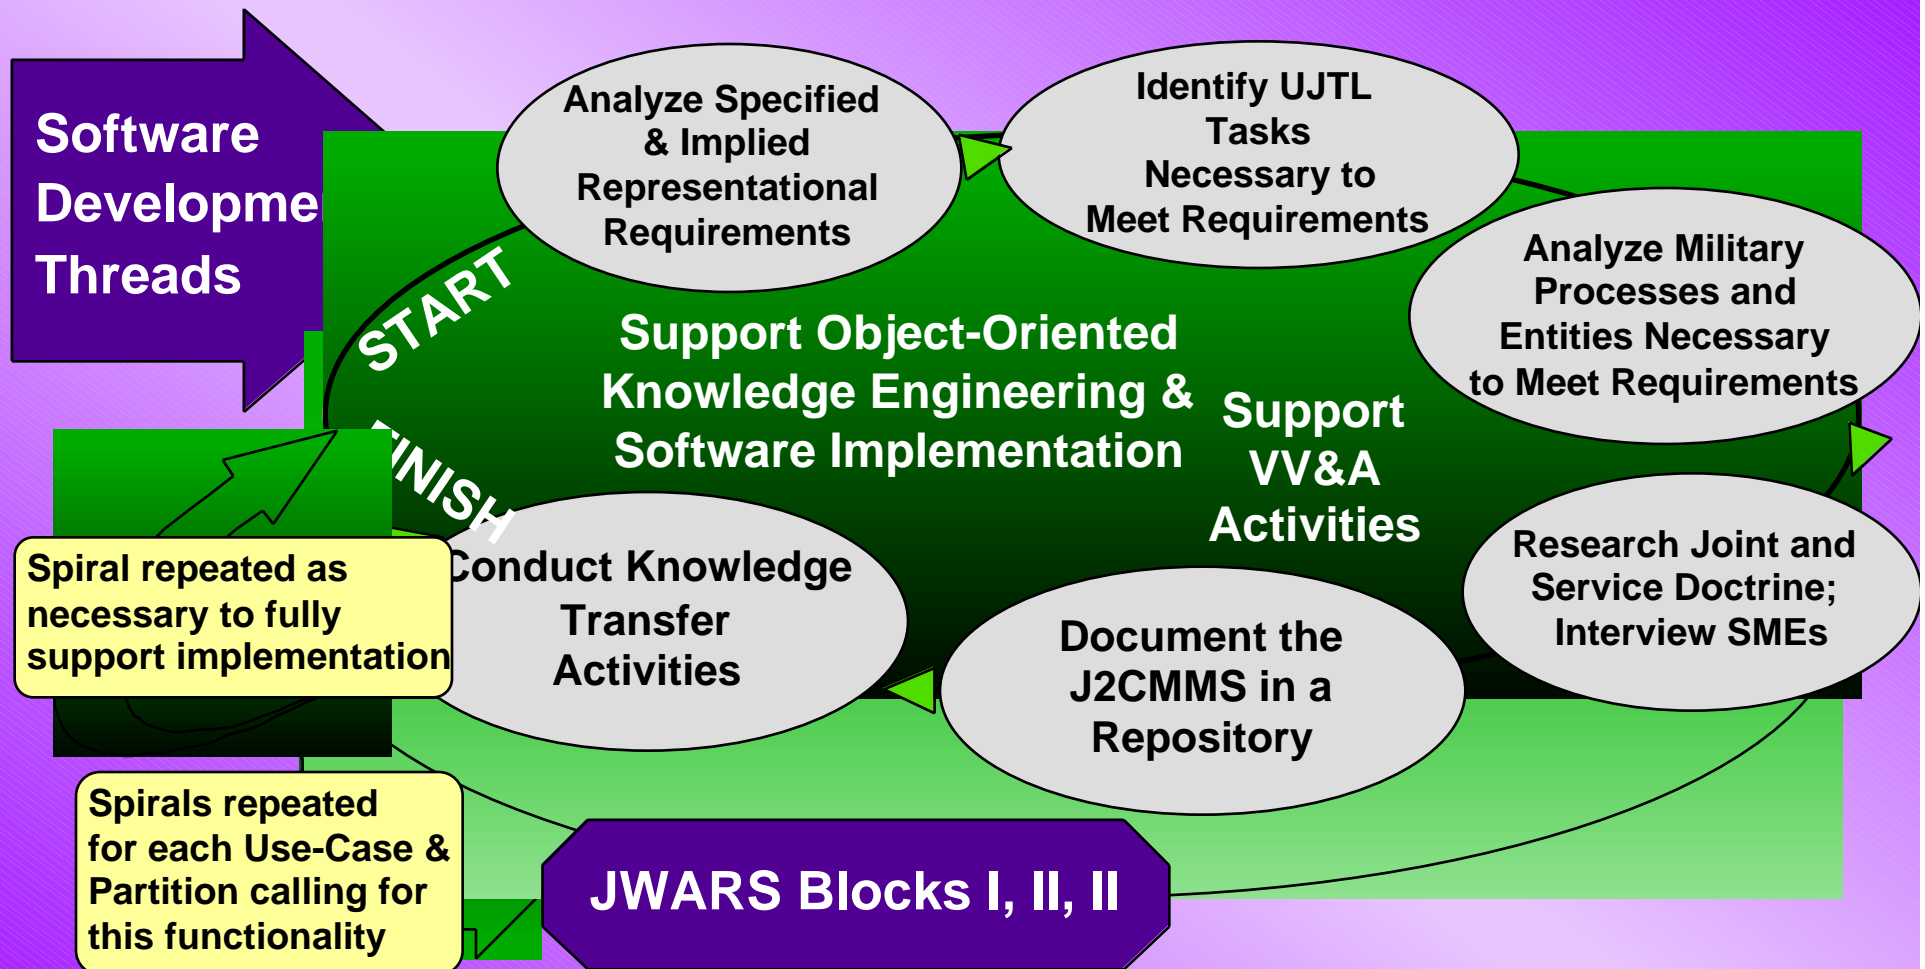 Software
Developme
Threads
Analyze Specified
& Implied
Representational
Requirements
Identify UJTL
Tasks
Necessary to
Meet Requirements
Analyze Military
Processes and
Entities Necessary
to Meet Requirements
START
Support Object-Oriented
Knowledge Engineering &
Software Implementation
Support
VV&A
Activities
FINISH
Research Joint and
Service Doctrine;
Interview SMEs
Conduct Knowledge
Transfer
Activities
Document the
J2CMMS in a
Repository
Spiral repeated as
necessary to fully
support implementation
Spirals repeated
for each Use-Case &
Partition calling for
this functionality
JWARS Blocks I, II, II